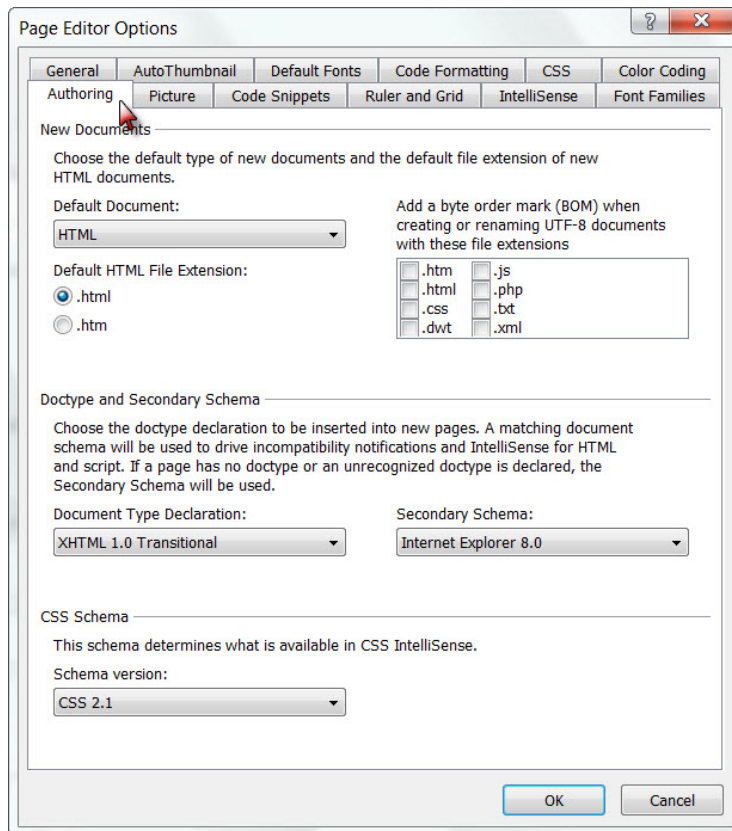 Page Editor Options
?
General AutoThumbnail Default Fonts Code Formatting CSS Color Coding
Authoring Picture Code Snippets Ruler and Grid IntelliSense Font Families
New Documents
Choose the default type of new documents and the default file extension of new
HTML documents.
Default Document:
HTML
Default HTML File Extension:
.html
.htm
Add a byte order mark (BOM) when
creating or renaming UTF-8 documents
with these file extensions
.htm .js
.html .php
.css .txt
.dwt .xml
Doctype and Secondary Schema
Choose the doctype declaration to be inserted into new pages. A matching document
schema will be used to drive incompatibility notifications and IntelliSense for HTML
and script. If a page has no doctype or an unrecognized doctype is declared, the
Secondary Schema will be used.
Document Type Declaration:
XHTML 1.0 Transitional
Secondary Schema:
Internet Explorer 8.0
CSS Schema
This schema determines what is available in CSS IntelliSense.
Schema version:
CSS 2.1
OK Cancel